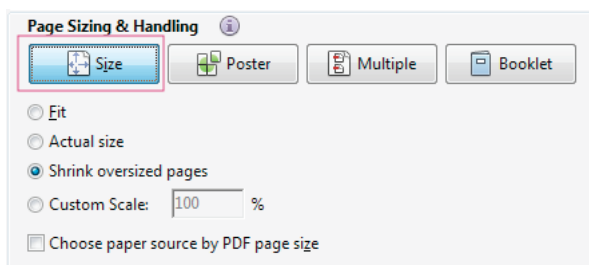 Page Sizing & Handling
Size Poster Multiple Booklet
Fit
Actual size
Shrink oversized pages
Custom Scale: 100 %
Choose paper source by PDF page size